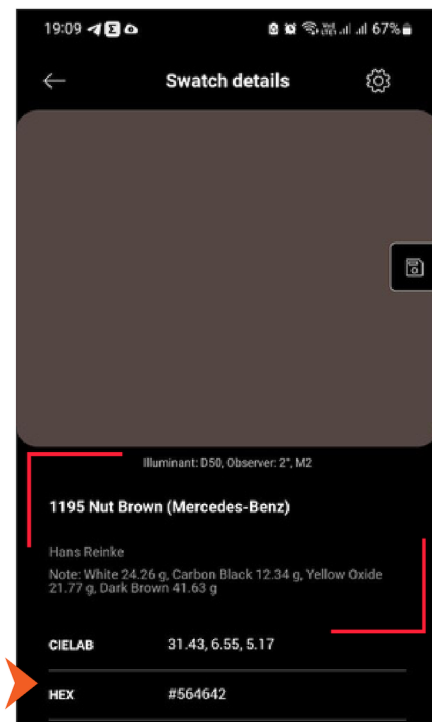 19:09 67%
Swatch details
Illuminant: D50, Observer: 2°, M2
1195 Nut Brown (Mercedes-Benz)
Hans Reinke
Note: White 24.26 g, Carbon Black 12.34 g, Yellow Oxide
21.77 g, Dark Brown 41.63 g
CIELAB 31.43, 6.55, 5.17
HEX #564642